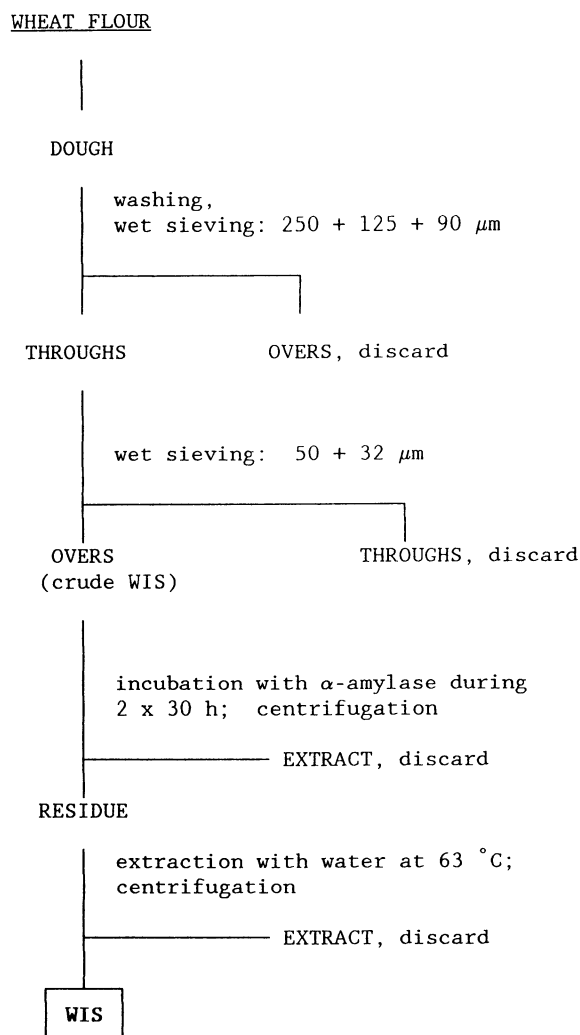 WHEAT FLOUR
DOUGH
washing,
wet sieving: 250 + 125 + 90 μm
THROUGHS OVERS, discard
wet sieving: 50 + 32 μm
OVERS THROUGHS, discard
(crude WIS)
incubation with α-amylase during
2 x 30 h; centrifugation
EXTRACT, discard
RESIDUE
extraction with water at 63 °C;
centrifugation
EXTRACT, discard
WIS